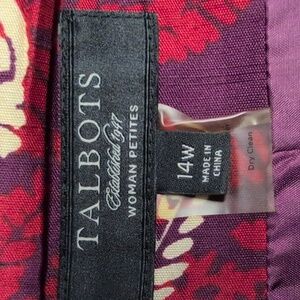 TALBOTS
Established 1947
WOMAN PETITES
14W
MADE IN
CHINA
Dry Clean